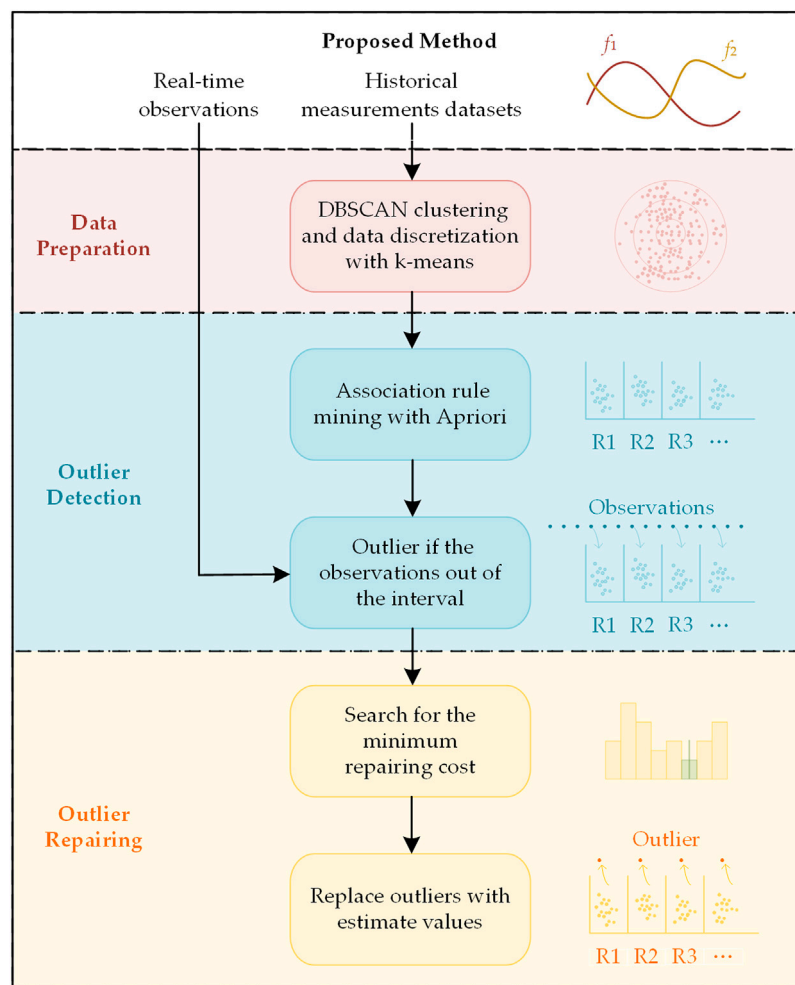 Proposed Method
Real-time
observations
Historical
measurements datasets
f1
f2
Data
Preparation
DBSCAN clustering
and data discretization
with k-means
Outlier
Detection
Association rule
mining with Apriori
R1 R2 R3 ···
Outlier if the
observations out of
the interval
Observations
R1 R2 R3 ···
Outlier
Repairing
Search for the
minimum
repairing cost
Replace outliers with
estimate values
Outlier
R1 R2 R3 ···